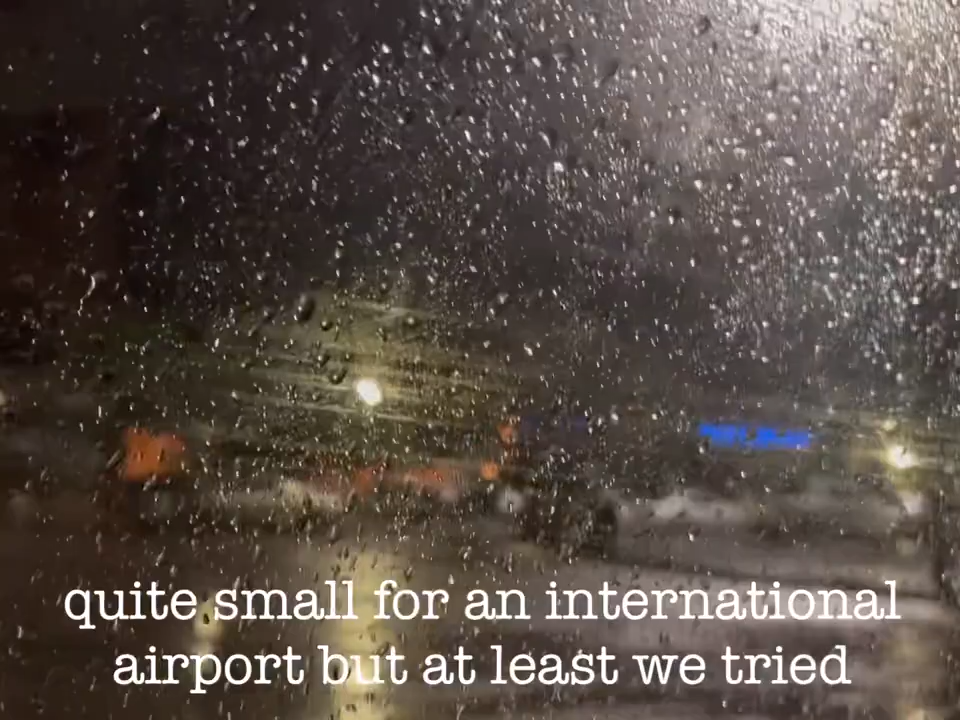 quite small for an international
airport but at least we tried